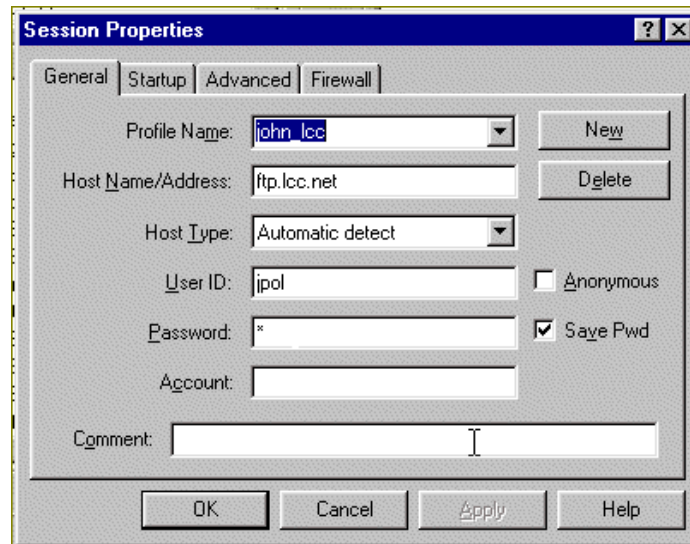 Session Properties
General Startup Advanced Firewall
Profile Name: john_lcc New
Host Name/Address: ftp.lcc.net Delete
Host Type: Automatic detect
User ID: jpol Anonymous
Password: * Save Pwd
Account:
Comment:
OK Cancel Apply Help